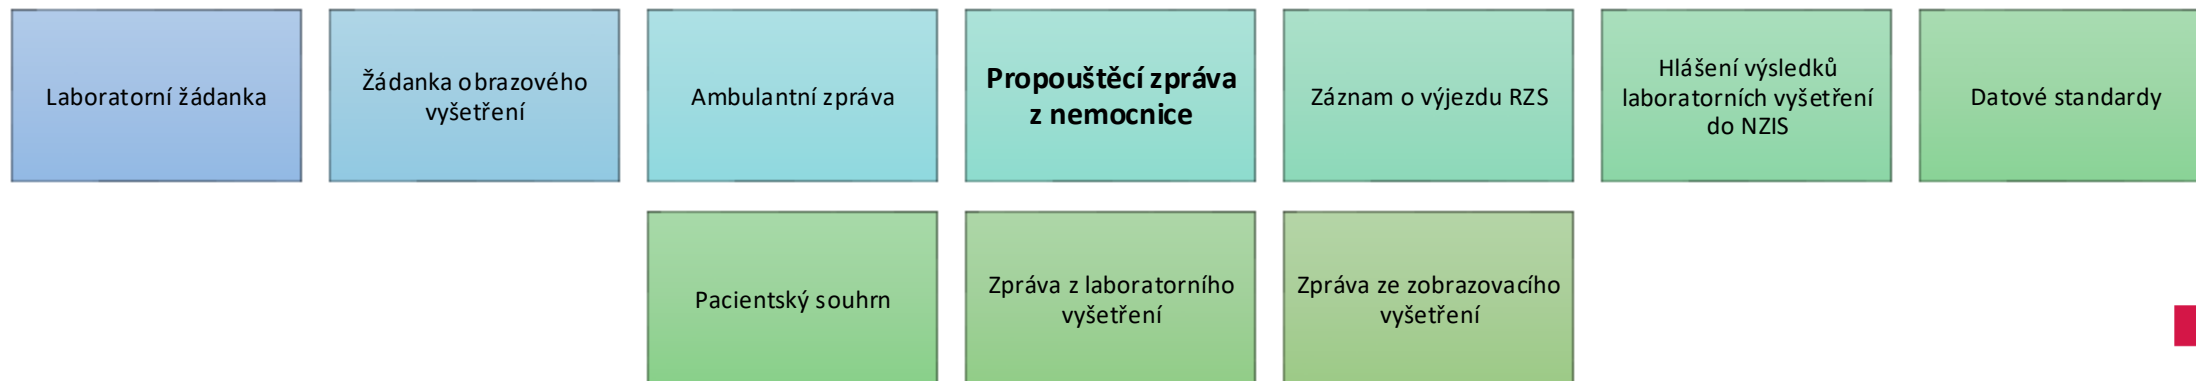 Laboratorní žádanka
Žádanka obrazového
vyšetření
Ambulantní zpráva
Propouštěcí zpráva
z nemocnice
Záznam o výjezdu RZS
Hlášení výsledků
laboratorních vyšetření
do NZIS
Datové standardy
Pacientský souhrn
Zpráva z laboratorního
vyšetření
Zpráva ze zobrazovacího
vyšetření